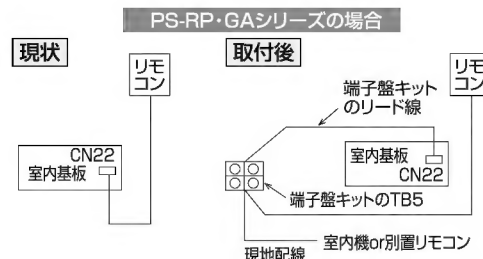 PS-RP・GAシリーズの場合
現状
リモ
コン
CN22
室内基板
取付後
端子盤キット
のリード線
リモ
コン
室内基板
CN22
端子盤キットのTB5
室内機or別置リモコン
現地配線